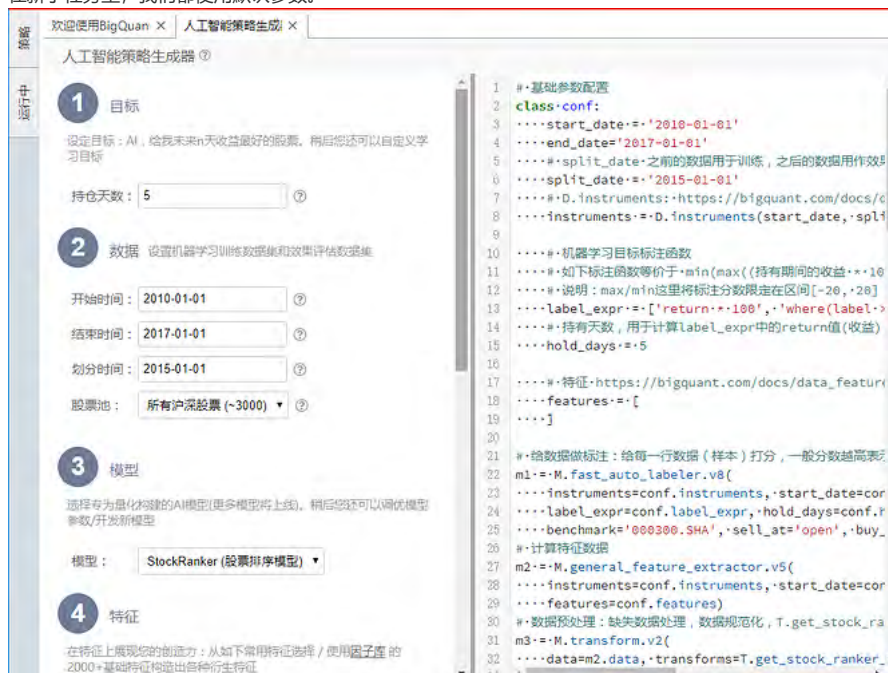 策略
运行中
欢迎使用BigQuan ×
人工智能策略生成 ×
人工智能策略生成器 ?
1 目标
设定目标：AI，给我未来n天收益最好的股票。稍后您还可以自定义学
习目标
持仓天数： 5 ?
2 数据 设置机器学习训练数据集和效果评估数据集
开始时间： 2010-01-01 ?
结束时间： 2017-01-01 ?
划分时间： 2015-01-01 ?
股票池： 所有沪深股票 (~3000) ▾ ?
3 模型
选择专为量化构建的AI模型(更多模型将上线)，稍后您还可以调优模型
参数/开发新模型
模型： StockRanker (股票排序模型) ▾
4 特征
在特征上展现您的创造力：从如下常用特征选择 / 使用因子库 的
2000+基础特征构造出各种衍生特征
1 #·基础参数配置
2 class·conf:
3 ····start_date·=·'2010-01-01'
4 ····end_date='2017-01-01'
5 ····#·split_date·之前的数据用于训练，之后的数据用作效果
6 ····split_date·=·'2015-01-01'
7 ····#·D.instruments:·https://bigquant.com/docs/
8 ····instruments·=·D.instruments(start_date,·spli
9
10 ····#·机器学习目标标注函数
11 ····#·如下标注函数等价于·min(max((持有期间的收益·*·10
12 ····#·说明：max/min这里将标注分数限定在区间[-20,·20]
13 ····label_expr·=·['return·*·100',·'where(label·>
14 ····#·持有天数，用于计算label_expr中的return值(收益)
15 ····hold_days·=·5
16
17 ····#·特征·https://bigquant.com/docs/data_feature
18 ····features·=·[
19 ····]
20
21 #·给数据做标注：给每一行数据（样本）打分，一般分数越高表示
22 m1·=·M.fast_auto_labeler.v8(
23 ····instruments=conf.instruments,·start_date=con
24 ····label_expr=conf.label_expr,·hold_days=conf.h
25 ····benchmark='000300.SHA',·sell_at='open',·buy_
26 #·计算特征数据
27 m2·=·M.general_feature_extractor.v5(
28 ····instruments=conf.instruments,·start_date=con
29 ····features=conf.features)
30 #·数据预处理：缺失数据处理，数据规范化，T.get_stock_ra
31 m3·=·M.transform.v2(
32 ····data=m2.data,·transforms=T.get_stock_ranker_